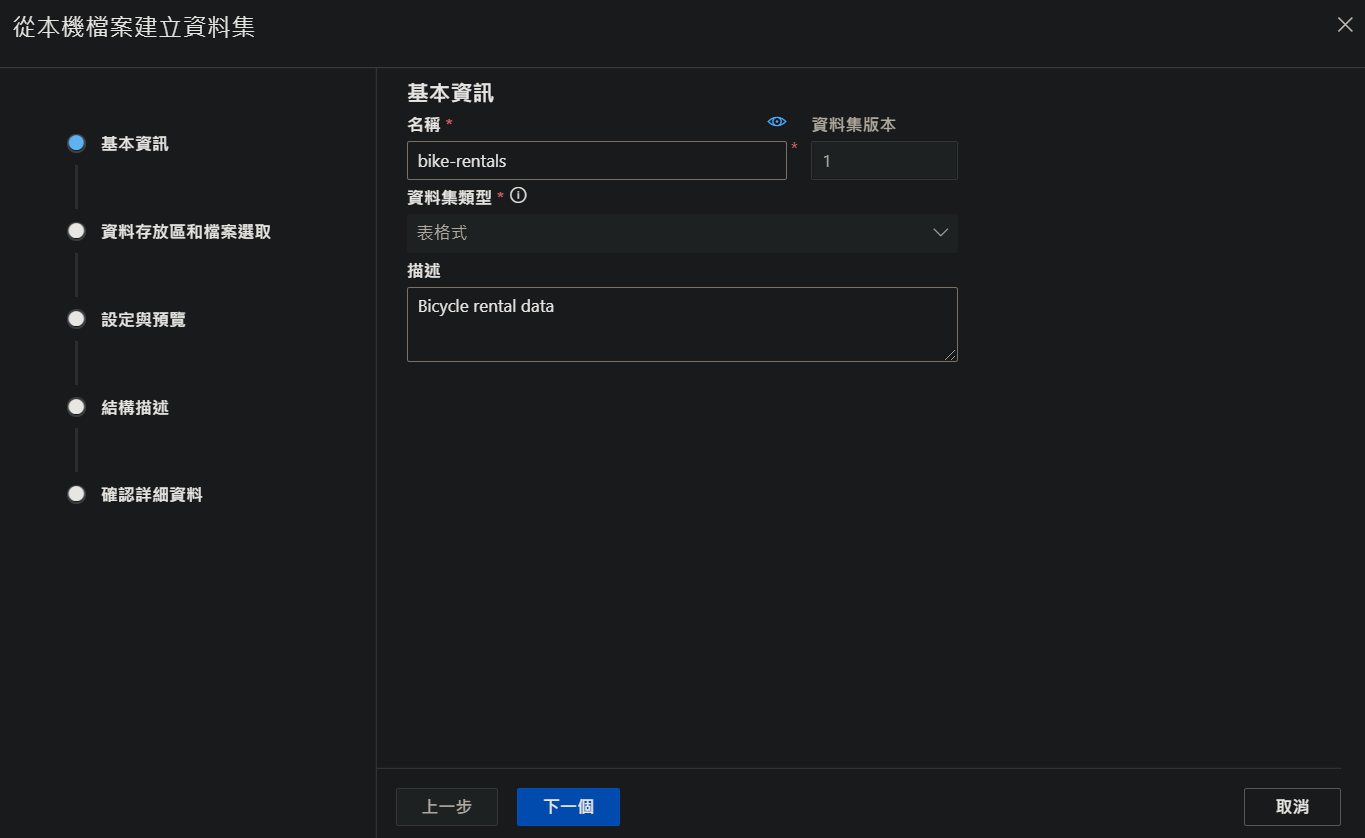 從本機檔案建立資料集
基本資訊
資料存放區和檔案選取
設定與預覽
結構描述
確認詳細資料
基本資訊
名稱 *
資料集版本
bike-rentals
*
1
資料集類型 *
表格式
描述
Bicycle rental data
上一步
下一個
取消